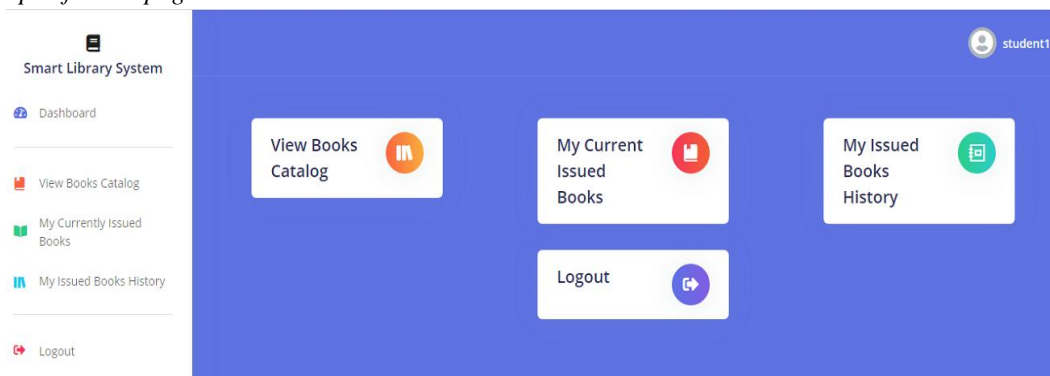 Smart Library System
Dashboard
View Books Catalog
My Currently Issued
Books
My Issued Books History
Logout
student1
View Books
Catalog
My Current
Issued
Books
My Issued
Books
History
Logout